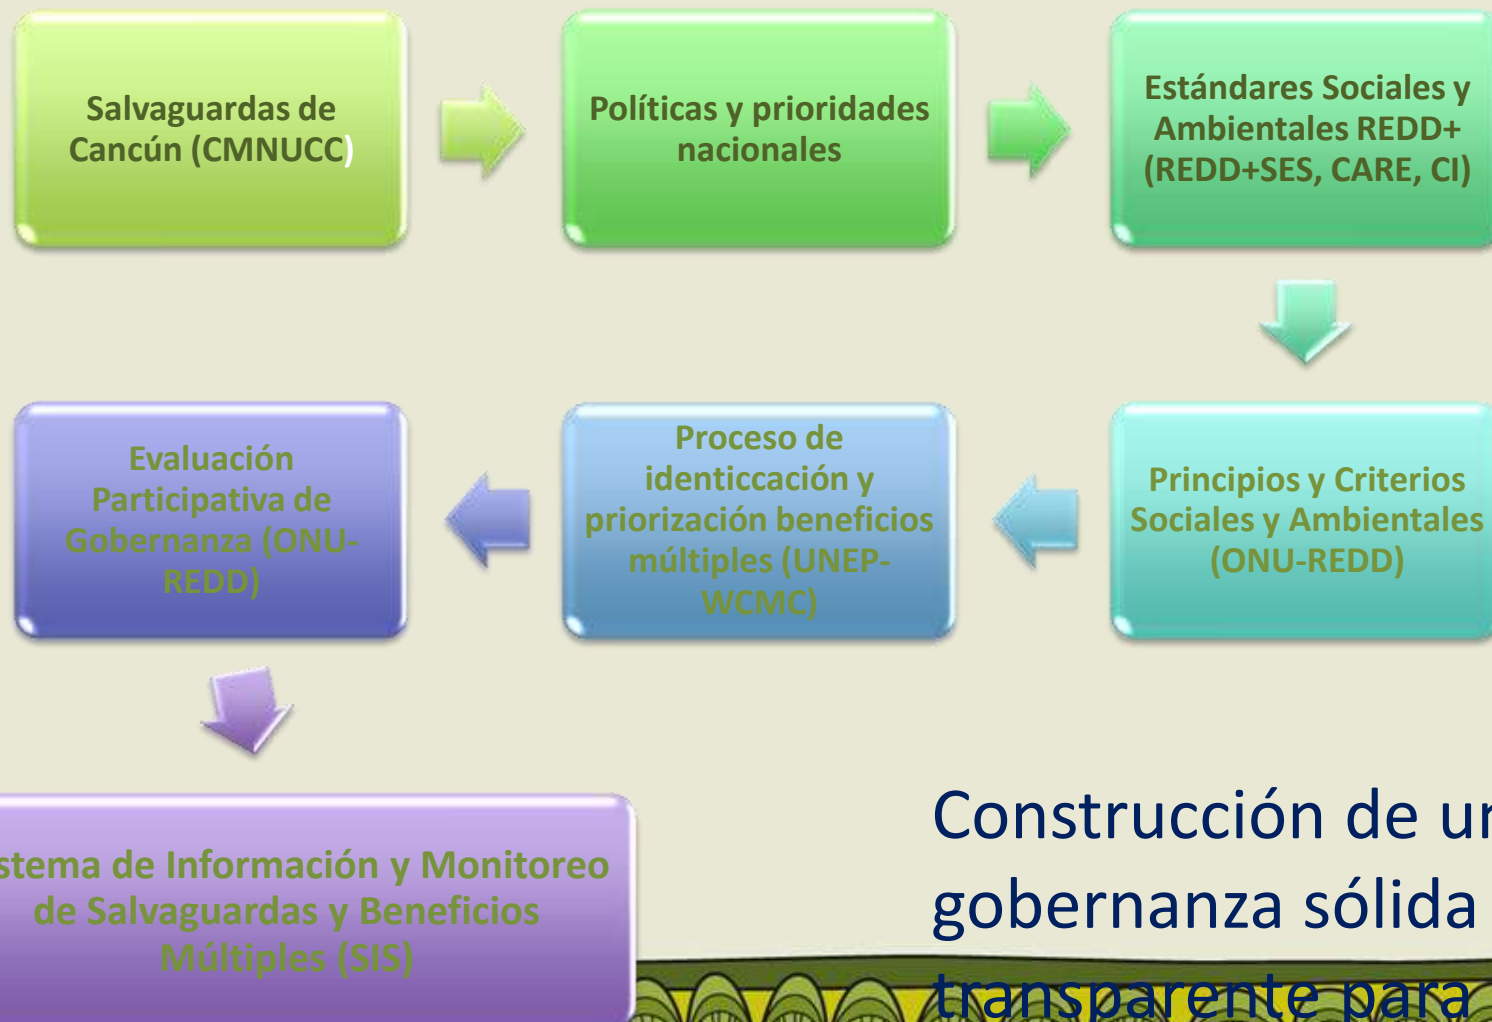 Salvaguardas de
Cancún (CMNUCC)
Políticas y prioridades
nacionales
Estándares Sociales y
Ambientales REDD+
(REDD+SES, CARE, CI)
Principios y Criterios
Sociales y Ambientales
(ONU-REDD)
Proceso de
identiccación y
priorización beneficios
múltiples (UNEP-
WCMC)
Evaluación
Participativa de
Gobernanza (ONU-
REDD)
stema de Información y Monitoreo
de Salvaguardas y Beneficios
Múltiples (SIS)
Construcción de un
gobernanza sólida
transparente para